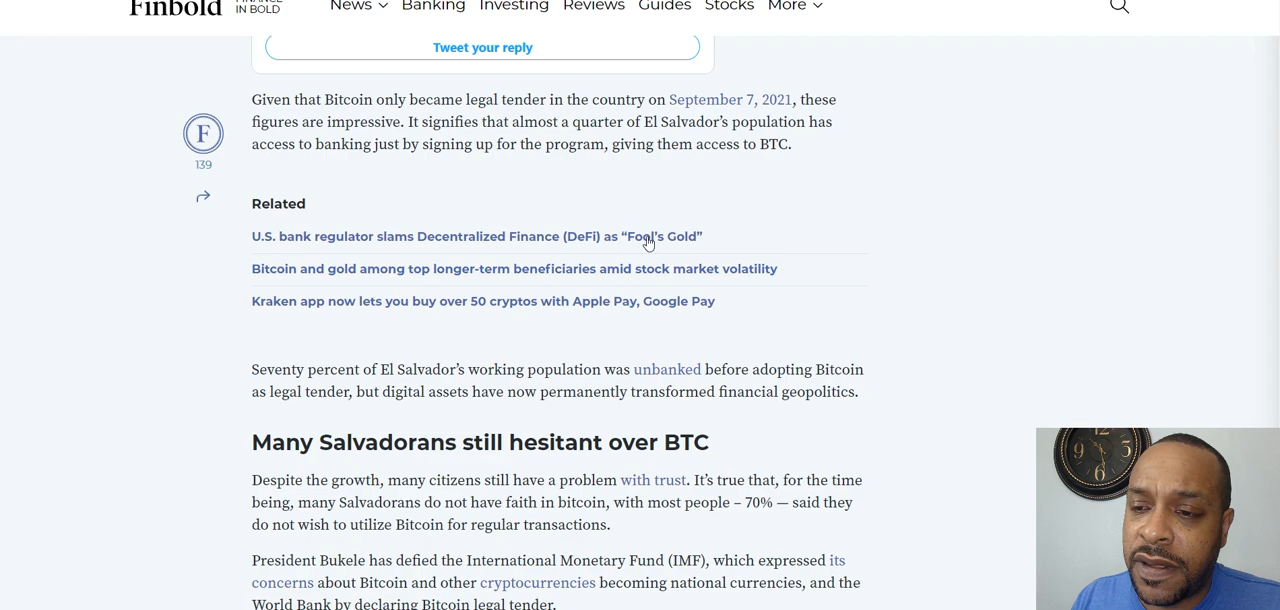 Finbold
FINANCE
IN BOLD
News
Banking
Investing
Reviews
Guides
Stocks
More
Tweet your reply
Given that Bitcoin only became legal tender in the country on September 7, 2021, these
figures are impressive. It signifies that almost a quarter of El Salvador’s population has
access to banking just by signing up for the program, giving them access to BTC.
F
139
Related
U.S. bank regulator slams Decentralized Finance (DeFi) as “Fool’s Gold”
Bitcoin and gold among top longer-term beneficiaries amid stock market volatility
Kraken app now lets you buy over 50 cryptos with Apple Pay, Google Pay
Seventy percent of El Salvador’s working population was unbanked before adopting Bitcoin
as legal tender, but digital assets have now permanently transformed financial geopolitics.
Many Salvadorans still hesitant over BTC
Despite the growth, many citizens still have a problem with trust. It’s true that, for the time
being, many Salvadorans do not have faith in bitcoin, with most people – 70% — said they
do not wish to utilize Bitcoin for regular transactions.
President Bukele has defied the International Monetary Fund (IMF), which expressed its
concerns about Bitcoin and other cryptocurrencies becoming national currencies, and the
World Bank by declaring Bitcoin legal tender.
12
9
3
6